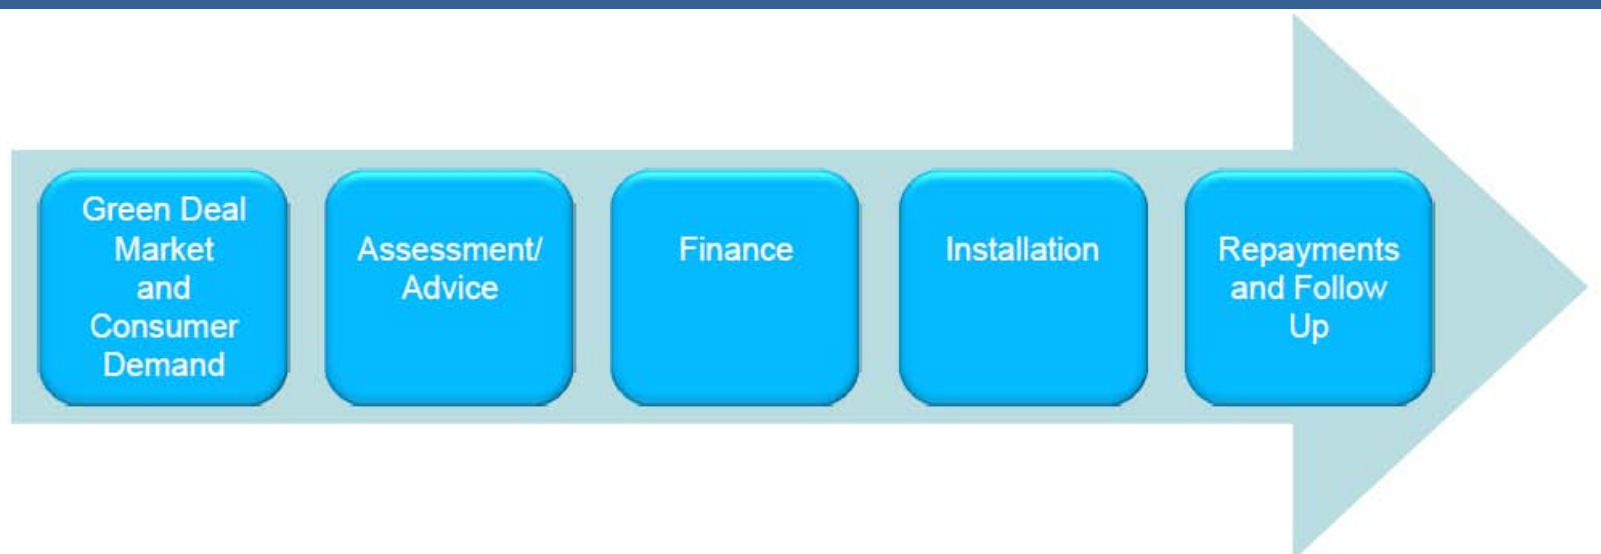 Green Deal
Market
and
Consumer
Demand
Assessment/
Advice
Finance
Installation
Repayments
and Follow
Up